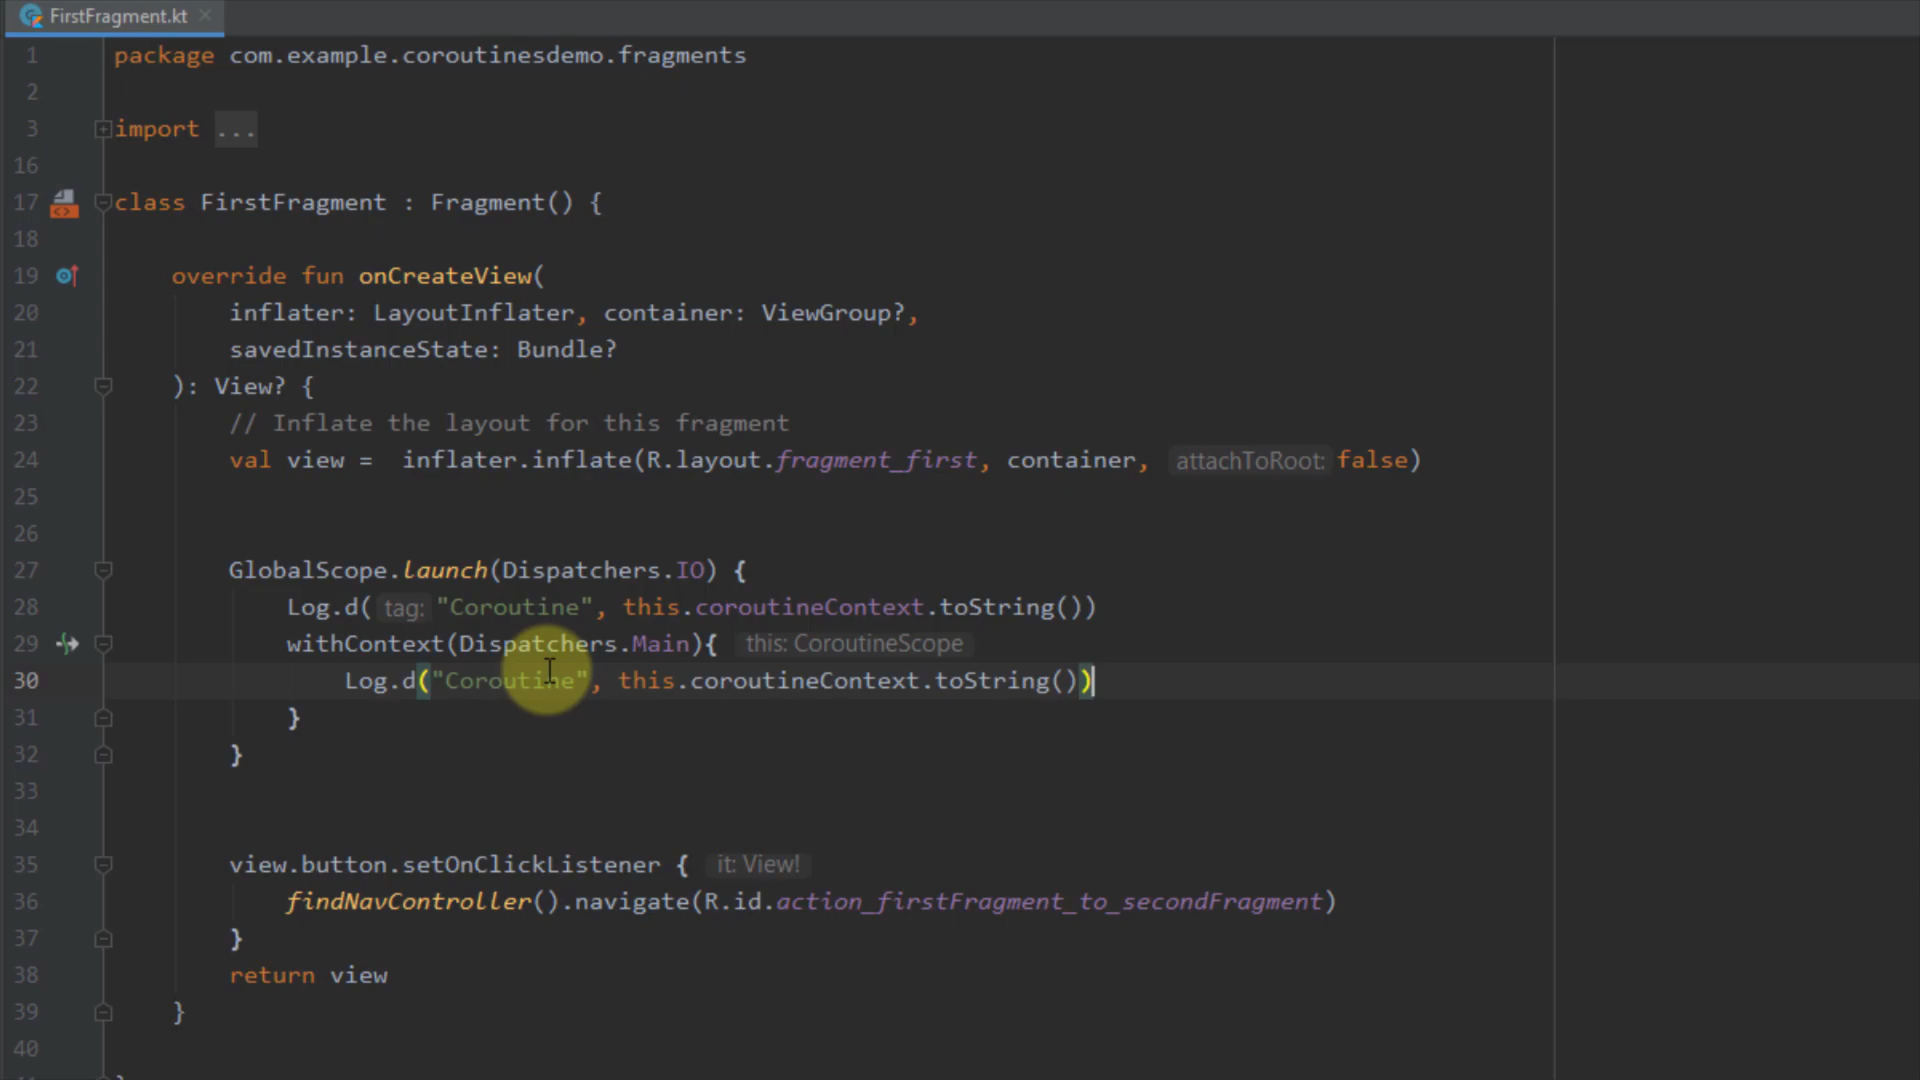 FirstFragment.kt
1 package com.example.coroutinesdemo.fragments
2
3 import ...
16
17 class FirstFragment : Fragment() {
18
19 override fun onCreateView(
20 inflater: LayoutInflater, container: ViewGroup?,
21 savedInstanceState: Bundle?
22 ): View? {
23 // Inflate the layout for this fragment
24 val view =  inflater.inflate(R.layout.fragment_first, container, attachToRoot: false)
25
26
27 GlobalScope.launch(Dispatchers.IO) {
28 Log.d( tag: "Coroutine", this.coroutineContext.toString())
29 withContext(Dispatchers.Main){ this: CoroutineScope
30 Log.d("Coroutine", this.coroutineContext.toString())
31 }
32 }
33
34
35 view.button.setOnClickListener { it: View!
36 findNavController().navigate(R.id.action_firstFragment_to_secondFragment)
37 }
38 return view
39 }
40